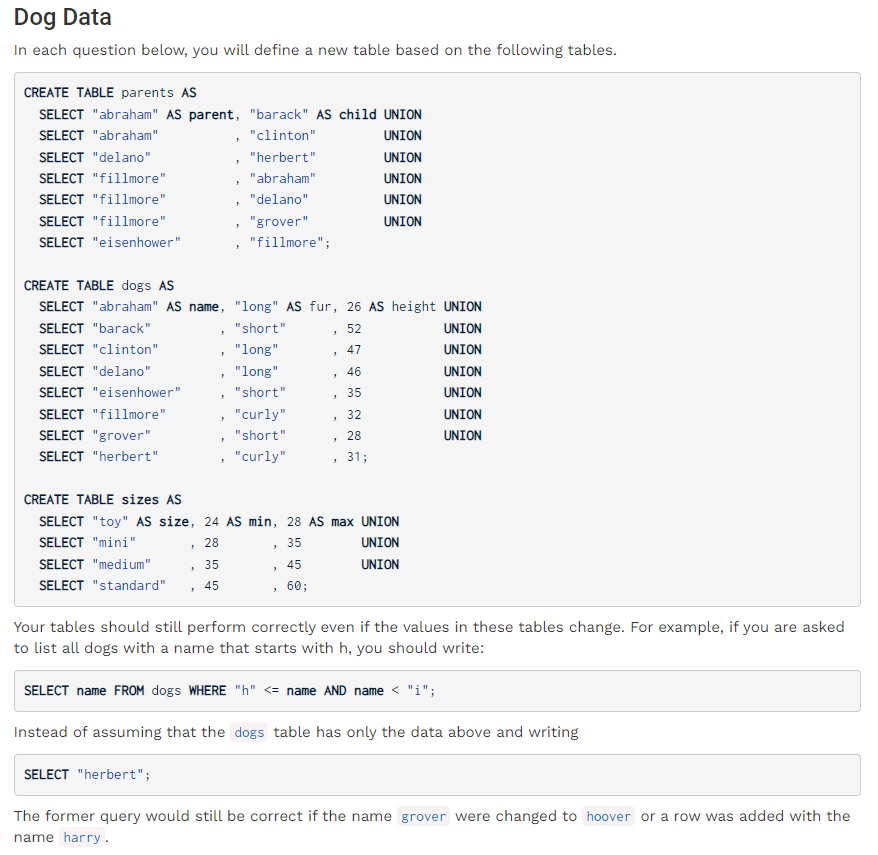 Dog Data
In each question below, you will define a new table based on the following tables.
CREATE TABLE parents AS
  SELECT "abraham" AS parent, "barack" AS child UNION
  SELECT "abraham"          , "clinton"         UNION
  SELECT "delano"           , "herbert"         UNION
  SELECT "fillmore"         , "abraham"         UNION
  SELECT "fillmore"         , "delano"          UNION
  SELECT "fillmore"         , "grover"          UNION
  SELECT "eisenhower"       , "fillmore";
CREATE TABLE dogs AS
  SELECT "abraham" AS name, "long" AS fur, 26 AS height UNION
  SELECT "barack"         , "short"      , 52           UNION
  SELECT "clinton"        , "long"       , 47           UNION
  SELECT "delano"         , "long"       , 46           UNION
  SELECT "eisenhower"     , "short"      , 35           UNION
  SELECT "fillmore"       , "curly"      , 32           UNION
  SELECT "grover"         , "short"      , 28           UNION
  SELECT "herbert"        , "curly"      , 31;
CREATE TABLE sizes AS
  SELECT "toy" AS size, 24 AS min, 28 AS max UNION
  SELECT "mini"       , 28       , 35        UNION
  SELECT "medium"     , 35       , 45        UNION
  SELECT "standard"   , 45       , 60;
Your tables should still perform correctly even if the values in these tables change. For example, if you are asked
to list all dogs with a name that starts with h, you should write:
SELECT name FROM dogs WHERE "h" <= name AND name < "i";
Instead of assuming that the dogs table has only the data above and writing
SELECT "herbert";
The former query would still be correct if the name grover were changed to hoover or a row was added with the
name harry.